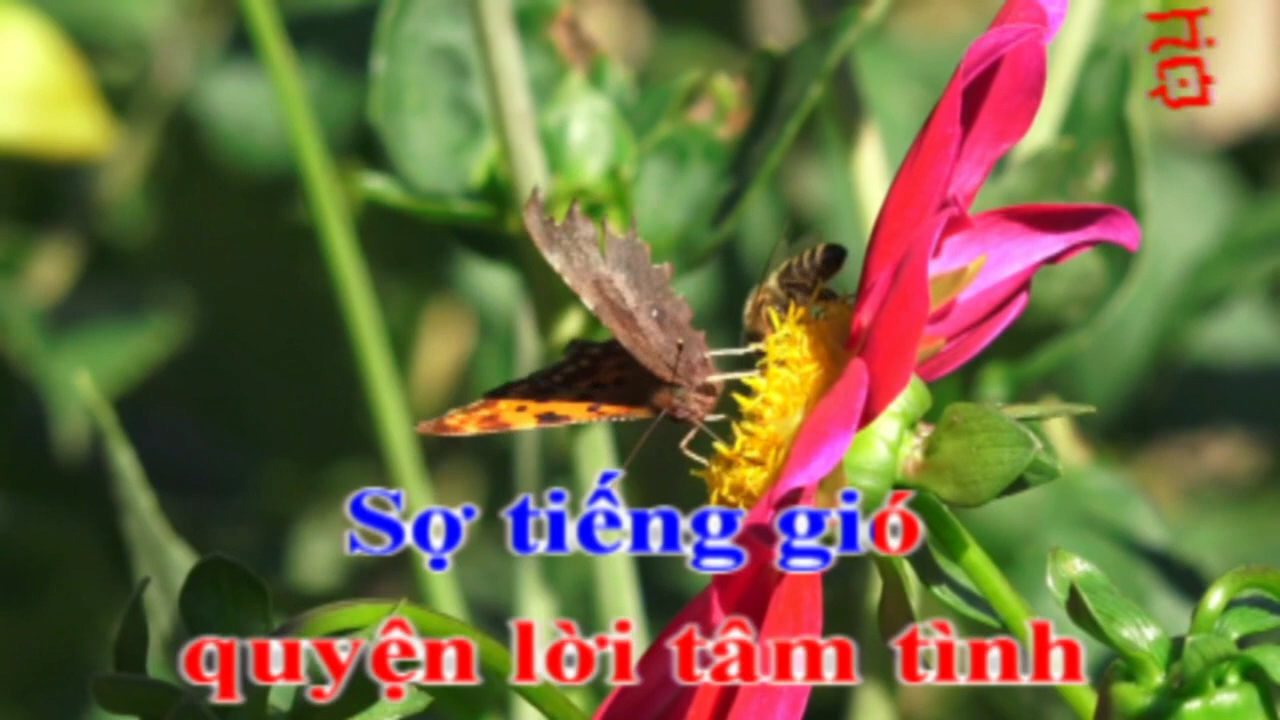 Sợ tiếng gió
quyện lời tâm tình